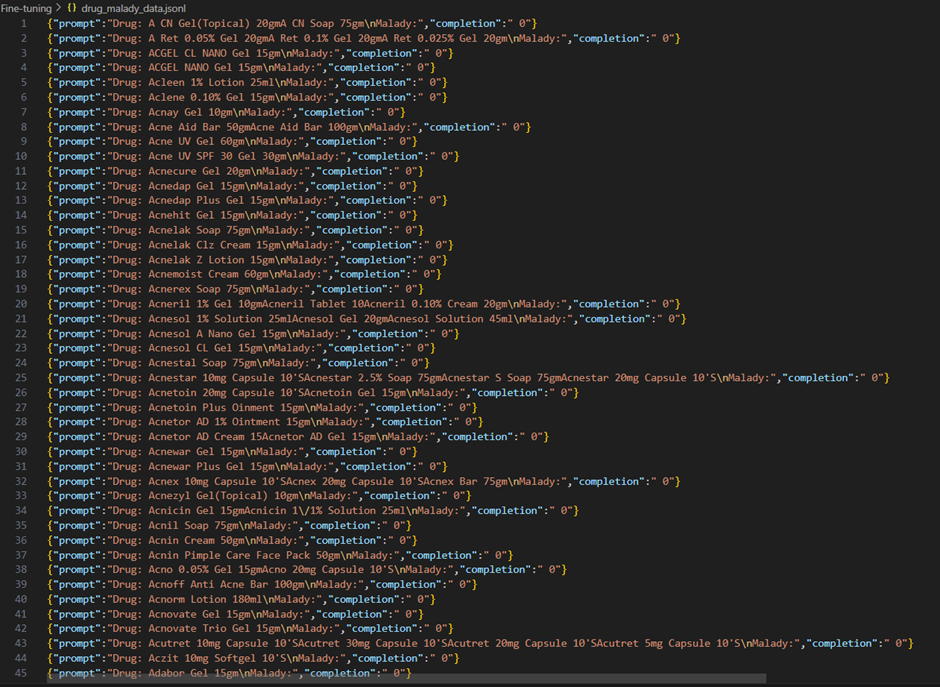 Fine-tuning > {} drug_malady_data.jsonl
1 {"prompt":"Drug: A CN Gel(Topical) 20gmA CN Soap 75gm\nMalady:","completion":" 0"}
2 {"prompt":"Drug: A Ret 0.05% Gel 20gmA Ret 0.1% Gel 20gmA Ret 0.025% Gel 20gm\nMalady:","completion":" 0"}
3 {"prompt":"Drug: ACGEL CL NANO Gel 15gm\nMalady:","completion":" 0"}
4 {"prompt":"Drug: ACGEL NANO Gel 15gm\nMalady:","completion":" 0"}
5 {"prompt":"Drug: Acleen 1% Lotion 25ml\nMalady:","completion":" 0"}
6 {"prompt":"Drug: Aclene 0.10% Gel 15gm\nMalady:","completion":" 0"}
7 {"prompt":"Drug: Acnay Gel 10gm\nMalady:","completion":" 0"}
8 {"prompt":"Drug: Acne Aid Bar 50gmAcne Aid Bar 100gm\nMalady:","completion":" 0"}
9 {"prompt":"Drug: Acne UV Gel 60gm\nMalady:","completion":" 0"}
10 {"prompt":"Drug: Acne UV SPF 30 Gel 30gm\nMalady:","completion":" 0"}
11 {"prompt":"Drug: Acnecure Gel 20gm\nMalady:","completion":" 0"}
12 {"prompt":"Drug: Acnedap Gel 15gm\nMalady:","completion":" 0"}
13 {"prompt":"Drug: Acnedap Plus Gel 15gm\nMalady:","completion":" 0"}
14 {"prompt":"Drug: Acnehit Gel 15gm\nMalady:","completion":" 0"}
15 {"prompt":"Drug: Acnelak Soap 75gm\nMalady:","completion":" 0"}
16 {"prompt":"Drug: Acnelak Clz Cream 15gm\nMalady:","completion":" 0"}
17 {"prompt":"Drug: Acnelak Z Lotion 15gm\nMalady:","completion":" 0"}
18 {"prompt":"Drug: Acnemoist Cream 60gm\nMalady:","completion":" 0"}
19 {"prompt":"Drug: Acnerex Soap 75gm\nMalady:","completion":" 0"}
20 {"prompt":"Drug: Acneril 1% Gel 10gmAcneril Tablet 10Acneril 0.10% Cream 20gm\nMalady:","completion":" 0"}
21 {"prompt":"Drug: Acnesol 1% Solution 25mlAcnesol Gel 20gmAcnesol Solution 45ml\nMalady:","completion":" 0"}
22 {"prompt":"Drug: Acnesol A Nano Gel 15gm\nMalady:","completion":" 0"}
23 {"prompt":"Drug: Acnesol CL Gel 15gm\nMalady:","completion":" 0"}
24 {"prompt":"Drug: Acnestal Soap 75gm\nMalady:","completion":" 0"}
25 {"prompt":"Drug: Acnestar 10mg Capsule 10'SAcnestar 2.5% Soap 75gmAcnestar S Soap 75gmAcnestar 20mg Capsule 10'S\nMalady:","completion":" 0"}
26 {"prompt":"Drug: Acnetoin 20mg Capsule 10'SAcnetoin Gel 15gm\nMalady:","completion":" 0"}
27 {"prompt":"Drug: Acnetoin Plus Oinment 15gm\nMalady:","completion":" 0"}
28 {"prompt":"Drug: Acnetor AD 1% Ointment 15gm\nMalady:","completion":" 0"}
29 {"prompt":"Drug: Acnetor AD Cream 15Acnetor AD Gel 15gm\nMalady:","completion":" 0"}
30 {"prompt":"Drug: Acnewar Gel 15gm\nMalady:","completion":" 0"}
31 {"prompt":"Drug: Acnewar Plus Gel 15gm\nMalady:","completion":" 0"}
32 {"prompt":"Drug: Acnex 10mg Capsule 10'SAcnex 20mg Capsule 10'SAcnex Bar 75gm\nMalady:","completion":" 0"}
33 {"prompt":"Drug: Acnezyl Gel(Topical) 10gm\nMalady:","completion":" 0"}
34 {"prompt":"Drug: Acnicin Gel 15gmAcnicin 1\/1% Solution 25ml\nMalady:","completion":" 0"}
35 {"prompt":"Drug: Acnil Soap 75gm\nMalady:","completion":" 0"}
36 {"prompt":"Drug: Acnin Cream 50gm\nMalady:","completion":" 0"}
37 {"prompt":"Drug: Acnin Pimple Care Face Pack 50gm\nMalady:","completion":" 0"}
38 {"prompt":"Drug: Acno 0.05% Gel 15gmAcno 20mg Capsule 10'S\nMalady:","completion":" 0"}
39 {"prompt":"Drug: Acnoff Anti Acne Bar 100gm\nMalady:","completion":" 0"}
40 {"prompt":"Drug: Acnorm Lotion 180ml\nMalady:","completion":" 0"}
41 {"prompt":"Drug: Acnovate Gel 15gm\nMalady:","completion":" 0"}
42 {"prompt":"Drug: Acnovate Trio Gel 15gm\nMalady:","completion":" 0"}
43 {"prompt":"Drug: Acutret 10mg Capsule 10'SAcutret 30mg Capsule 10'SAcutret 20mg Capsule 10'SAcutret 5mg Capsule 10'S\nMalady:","completion":" 0"}
44 {"prompt":"Drug: Aczit 10mg Softgel 10'S\nMalady:","completion":" 0"}
45 {"prompt":"Drug: Adabor Gel 15gm\nMalady:","completion":" 0"}